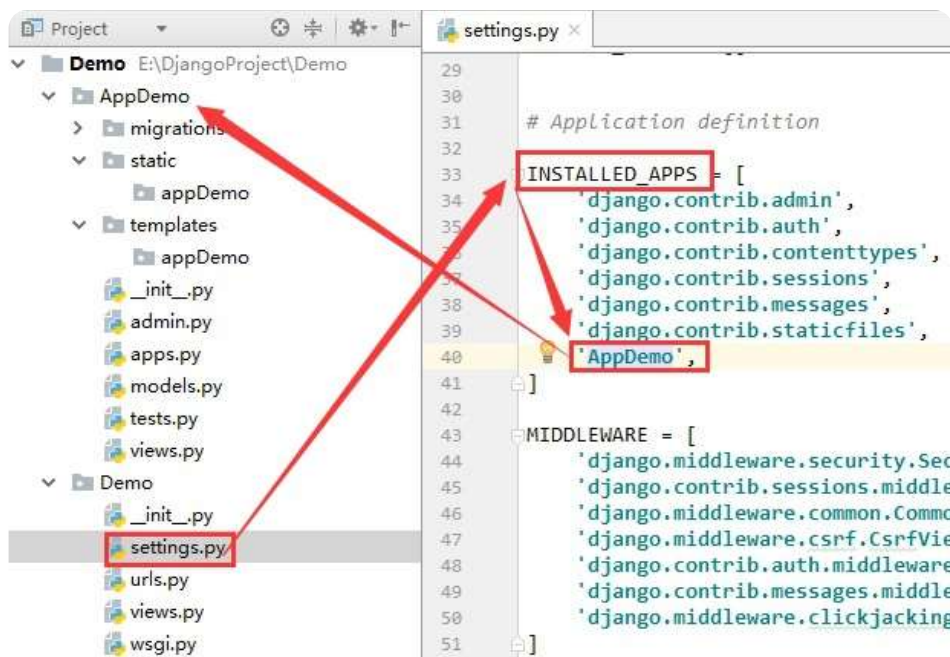 Project
settings.py
Demo E:\DjangoProject\Demo
AppDemo
migrations
static
appDemo
templates
appDemo
__init__.py
admin.py
apps.py
models.py
tests.py
views.py
Demo
__init__.py
settings.py
urls.py
views.py
wsgi.py
29
30
31 # Application definition
32
33 INSTALLED_APPS = [
34 'django.contrib.admin',
35 'django.contrib.auth',
36 'django.contrib.contenttypes',
37 'django.contrib.sessions',
38 'django.contrib.messages',
39 'django.contrib.staticfiles',
40 'AppDemo',
41 ]
42
43 MIDDLEWARE = [
44 'django.middleware.security.Sec
45 'django.contrib.sessions.middle
46 'django.middleware.common.Commo
47 'django.middleware.csrf.CsrfVie
48 'django.contrib.auth.middleware
49 'django.contrib.messages.middle
50 'django.middleware.clickjacking
51 ]